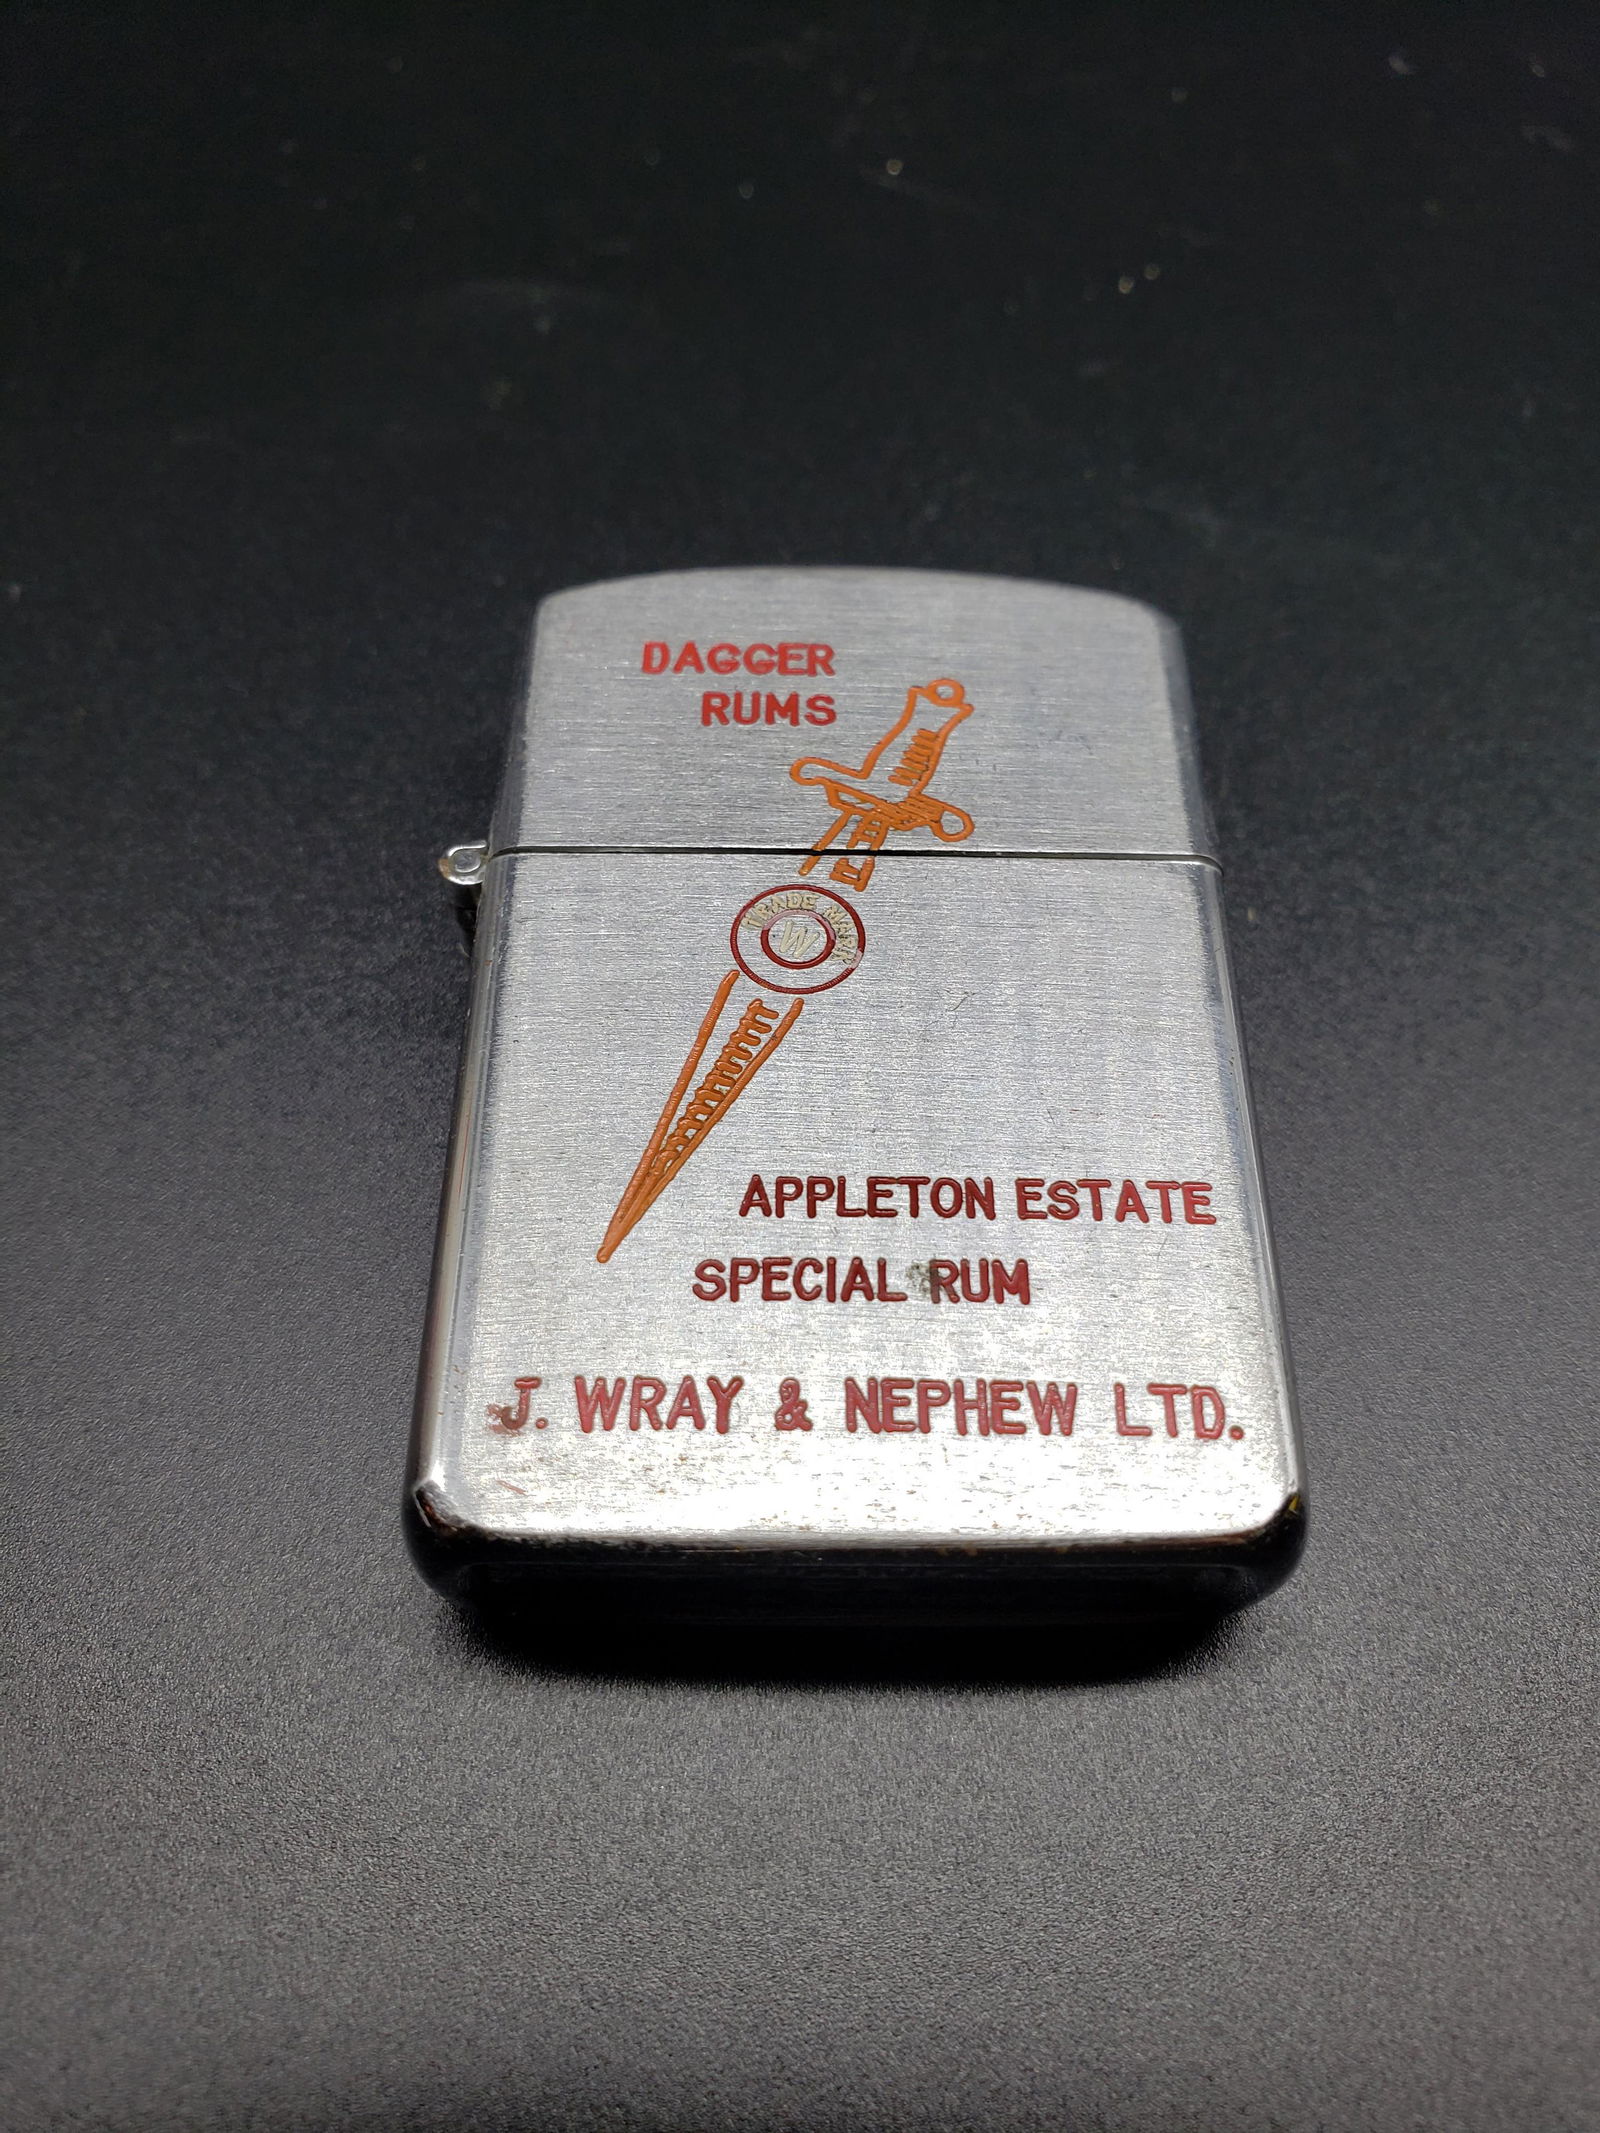 DAGGER
RUMS
TRADE MARK
W
APPLETON ESTATE
SPECIAL RUM
J. WRAY & NEPHEW LTD.